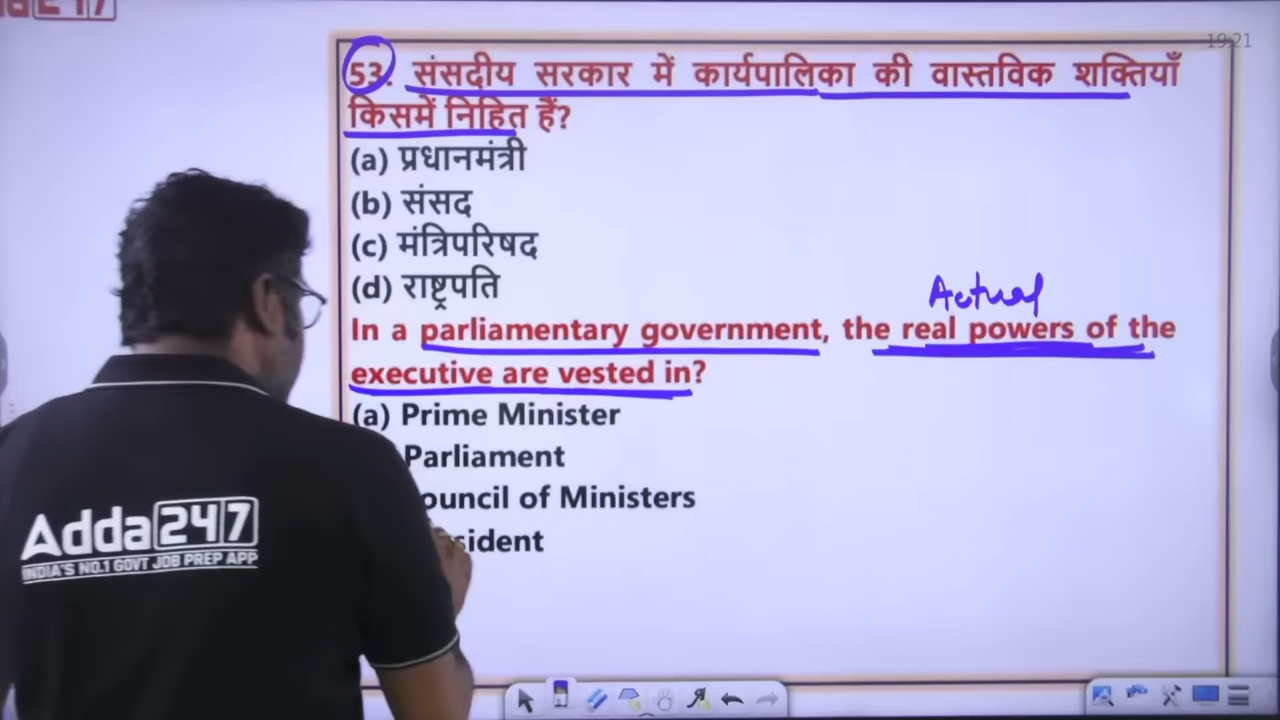 19:21
53. संसदीय सरकार में कार्यपालिका की वास्तविक शक्तियाँ
किसमें निहित हैं?
(a) प्रधानमंत्री
(b) संसद
(c) मंत्रिपरिषद
(d) राष्ट्रपति
Actual
In a parliamentary government, the real powers of the
executive are vested in?
(a) Prime Minister
Parliament
ouncil of Ministers
sident
Adda247
INDIA'S NO.1 GOVT JOB PREP APP